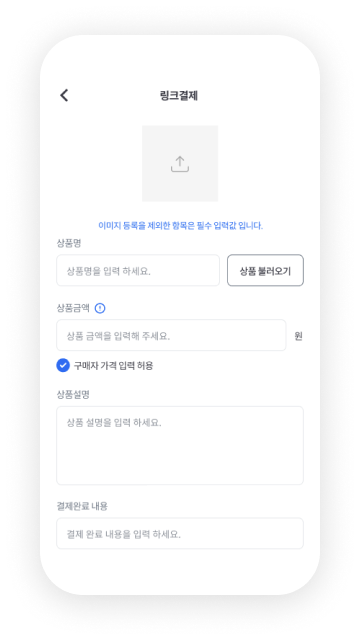 링크결제
이미지 등록을 제외한 항목은 필수 입력값 입니다.
상품명
상품명을 입력 하세요.
상품 불러오기
상품금액
상품 금액을 입력해 주세요.
원
구매자 가격 입력 허용
상품설명
상품 설명을 입력 하세요.
결제완료 내용
결제 완료 내용을 입력 하세요.